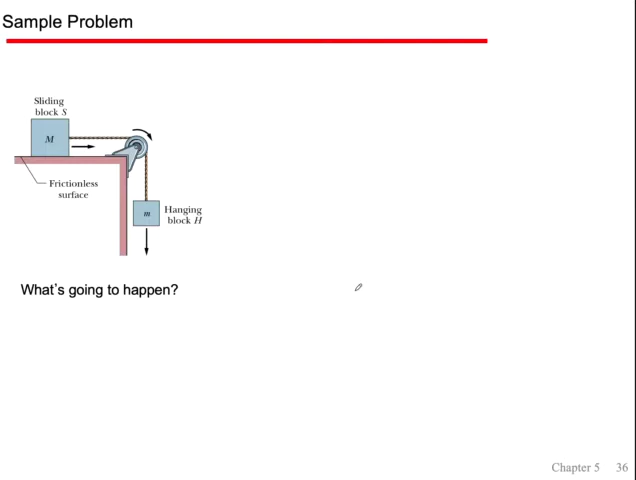 Sample Problem
Sliding
block S
M
Frictionless
surface
m
Hanging
block H
What's going to happen?
Chapter 5 36